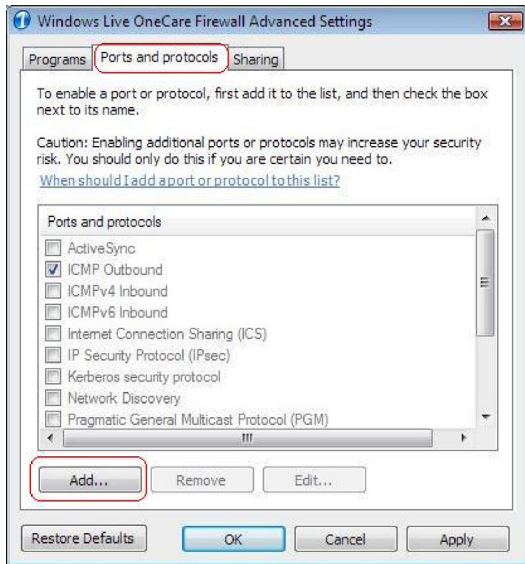 Windows Live OneCare Firewall Advanced Settings
Programs Ports and protocols Sharing
To enable a port or protocol, first add it to the list, and then check the box
next to its name.
Caution: Enabling additional ports or protocols may increase your security
risk. You should only do this if you are certain you need to.
When should I add a port or protocol to this list?
Ports and protocols
ActiveSync
ICMP Outbound
ICMPv4 Inbound
ICMPv6 Inbound
Internet Connection Sharing (ICS)
IP Security Protocol (IPsec)
Kerberos security protocol
Network Discovery
Pragmatic General Multicast Protocol (PGM)
Add... Remove Edit...
Restore Defaults OK Cancel Apply